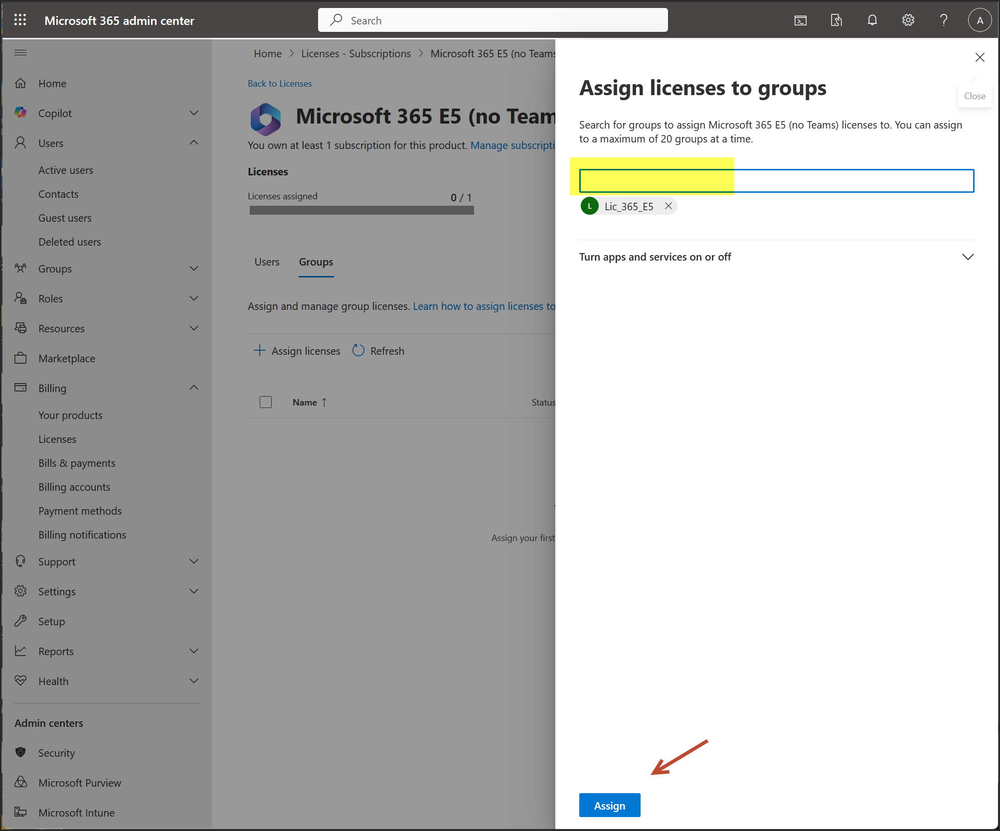 Microsoft 365 admin center
Search
A
Home
Copilot
Users
Active users
Contacts
Guest users
Deleted users
Groups
Roles
Resources
Marketplace
Billing
Your products
Licenses
Bills & payments
Billing accounts
Payment methods
Billing notifications
Support
Settings
Setup
Reports
Health
Admin centers
Security
Microsoft Purview
Microsoft Intune
Home > Licenses - Subscriptions > Microsoft 365 E5 (no Teams
Back to Licenses
Microsoft 365 E5 (no Team
You own at least 1 subscription for this product. Manage subscripti
Licenses
Licenses assigned 0 / 1
Users Groups
Assign and manage group licenses. Learn how to assign licenses to
Assign licenses Refresh
Name ↑ Status
Assign your first
Assign licenses to groups
Close
Search for groups to assign Microsoft 365 E5 (no Teams) licenses to. You can assign
to a maximum of 20 groups at a time.
L Lic_365_E5
Turn apps and services on or off
Assign